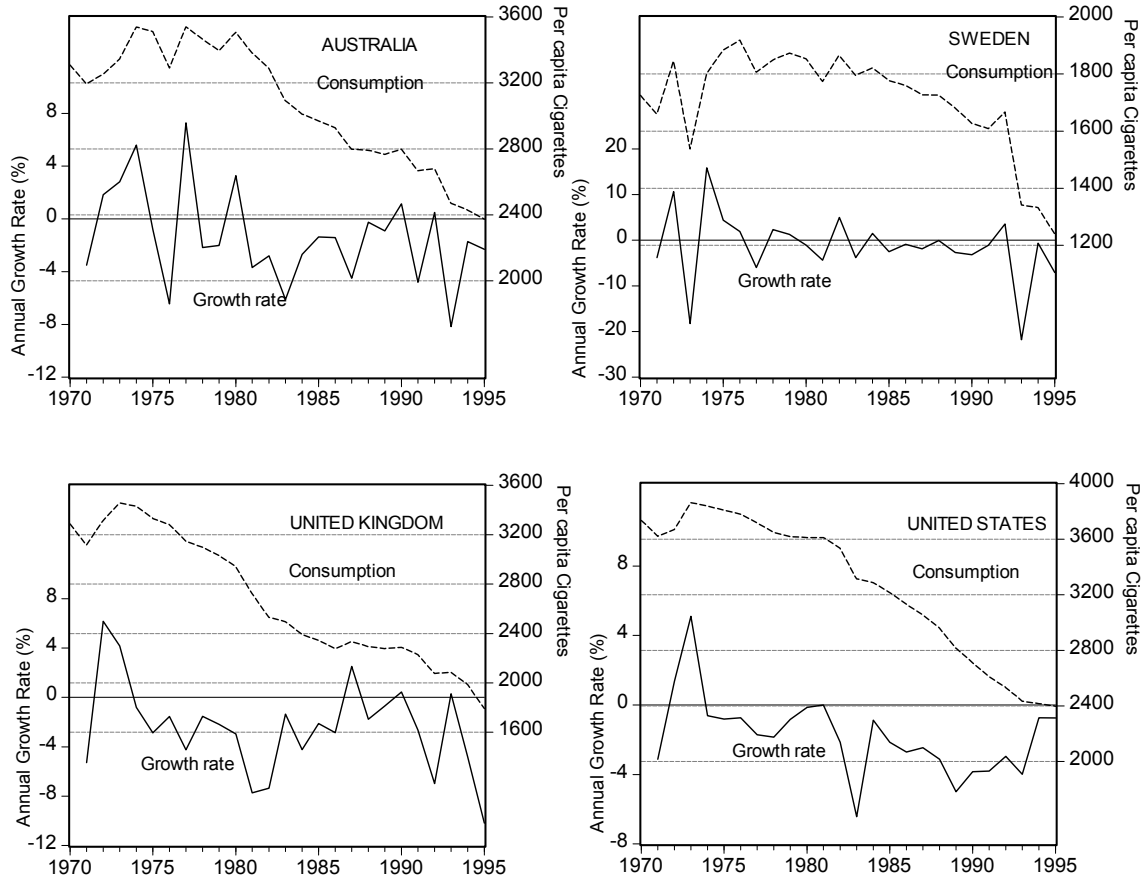 AUSTRALIA
Consumption
Growth rate
Annual Growth Rate (%)
8
4
0
-4
-8
-12
Per capita Cigarettes
3600
3200
2800
2400
2000
1970 1975 1980 1985 1990 1995
SWEDEN
Consumption
Growth rate
Annual Growth Rate (%)
20
10
0
-10
-20
-30
Per capita Cigarettes
2000
1800
1600
1400
1200
1970 1975 1980 1985 1990 1995
UNITED KINGDOM
Consumption
Growth rate
Annual Growth Rate (%)
8
4
0
-4
-8
-12
Per capita Cigarettes
3600
3200
2800
2400
2000
1600
1970 1975 1980 1985 1990 1995
UNITED STATES
Consumption
Growth rate
Annual Growth Rate (%)
8
4
0
-4
-8
Per capita Cigarettes
4000
3600
3200
2800
2400
2000
1970 1975 1980 1985 1990 1995